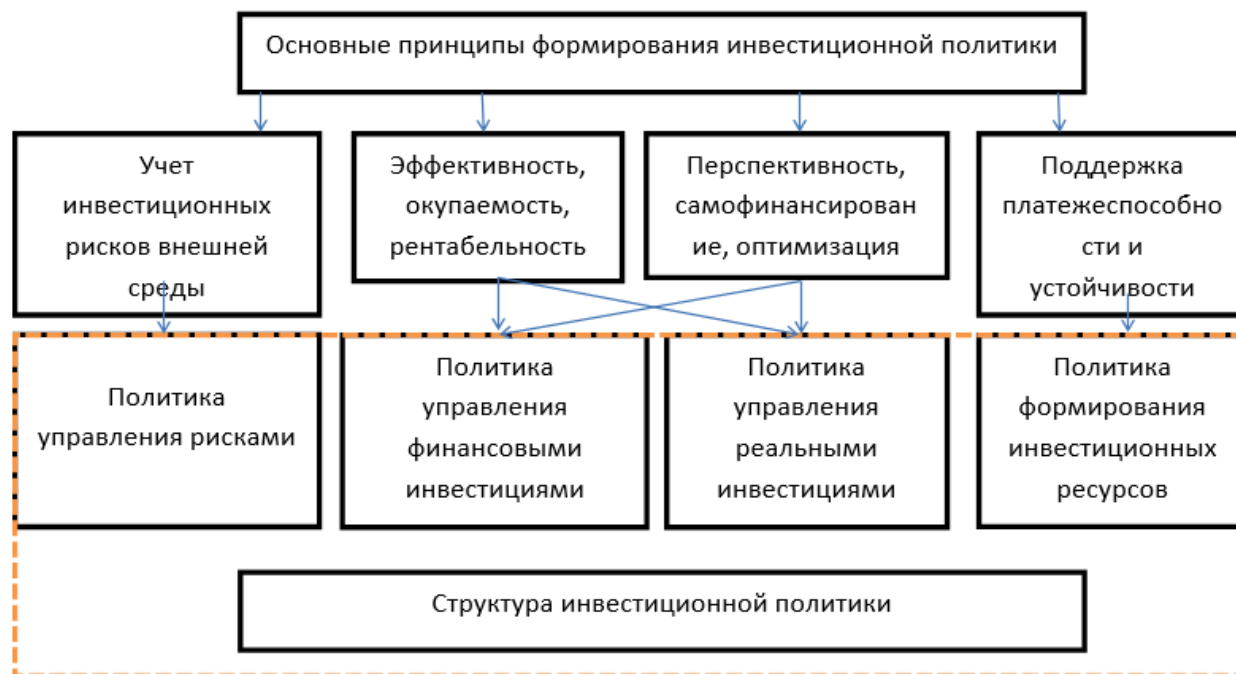 Основные принципы формирования инвестиционной политики
Учет
инвестиционных
рисков внешней
среды
Эффективность,
окупаемость,
рентабельность
Перспективность,
самофинансирован
ие, оптимизация
Поддержка
платежеспособно
сти и
устойчивости
Политика
управления рисками
Политика
управления
финансовыми
инвестициями
Политика
управления
реальными
инвестициями
Политика
формирования
инвестиционных
ресурсов
Структура инвестиционной политики